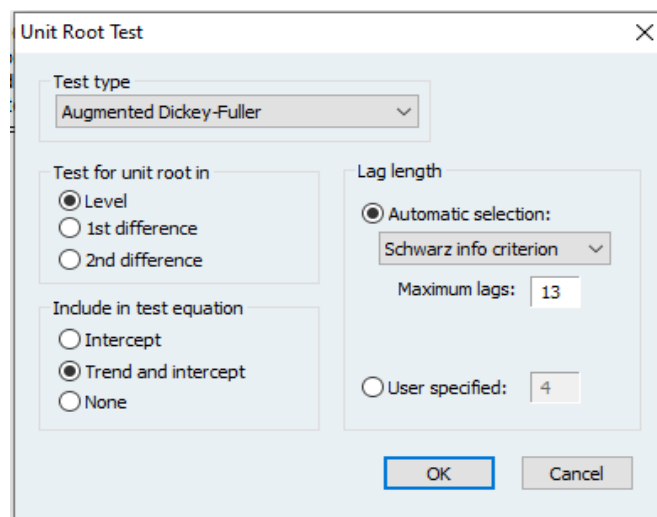 Unit Root Test
Test type
Augmented Dickey-Fuller
Test for unit root in
Level
1st difference
2nd difference
Include in test equation
Intercept
Trend and intercept
None
Lag length
Automatic selection:
Schwarz info criterion
Maximum lags: 13
User specified: 4
OK Cancel